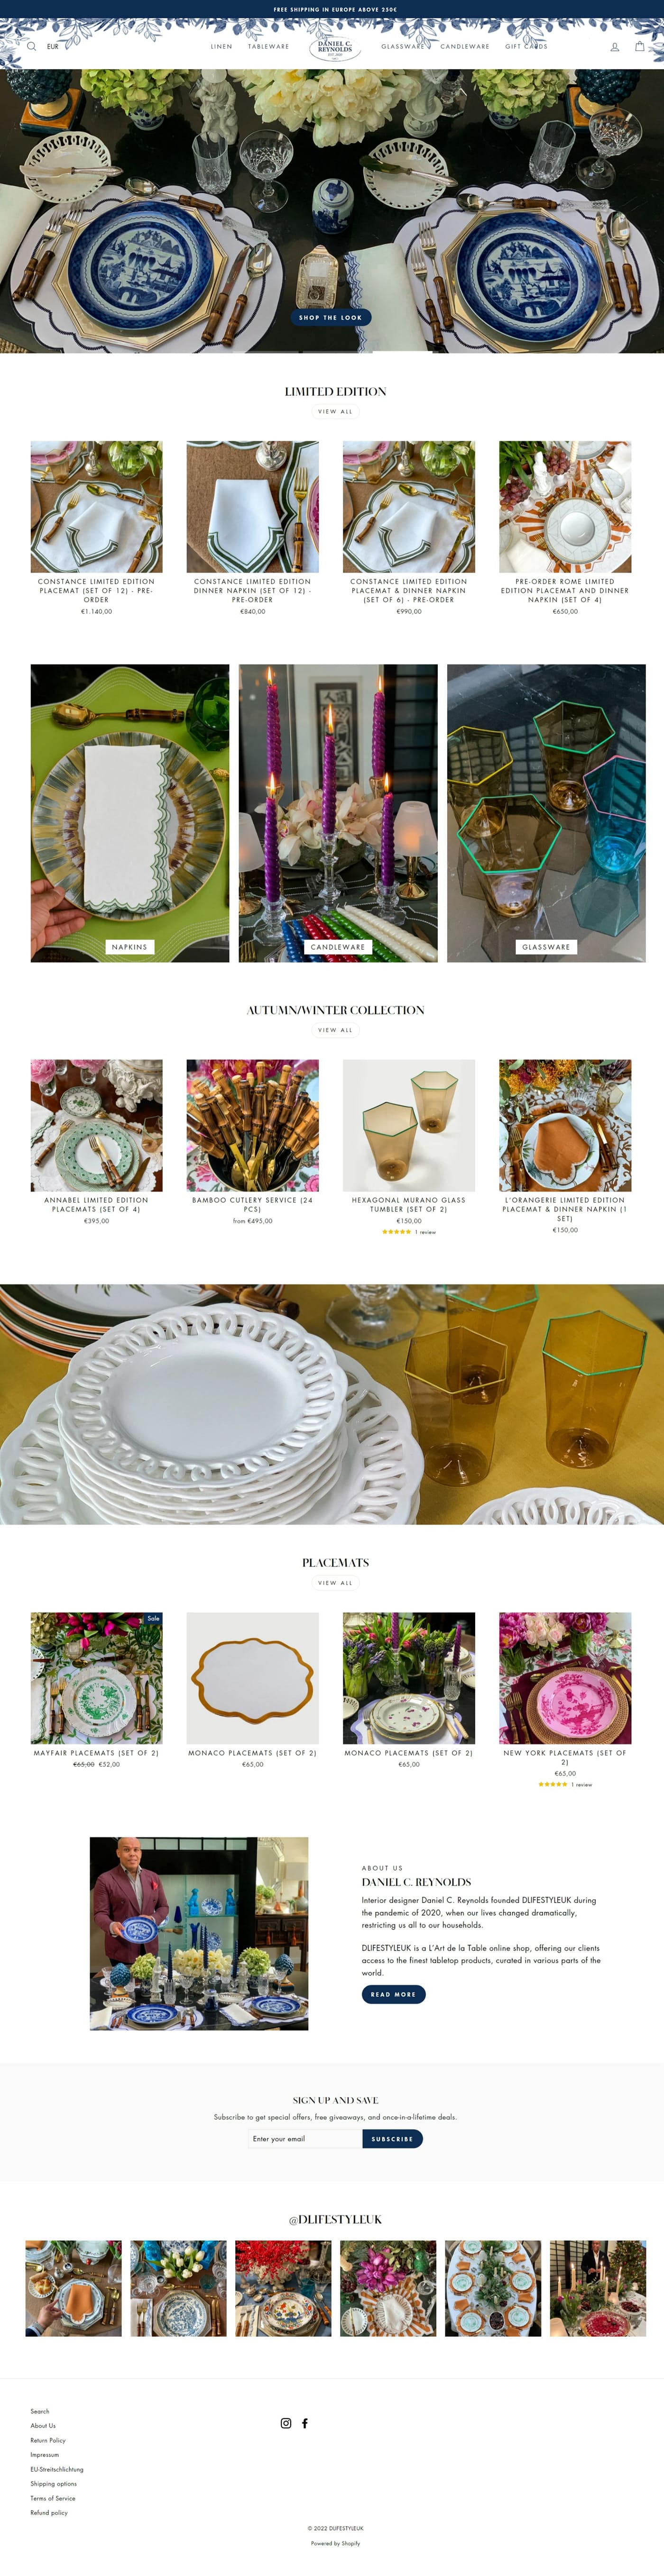 FREE SHIPPING IN EUROPE ABOVE 250€
EUR
LINEN
TABLEWARE
DANIEL C.
REYNOLDS
GLASSWARE
CANDLEWARE
GIFT CARDS
SHOP THE LOOK
LIMITED EDITION
VIEW ALL
CONSTANCE LIMITED EDITION
PLACEMAT (SET OF 12) - PRE-
ORDER
€1.140,00
CONSTANCE LIMITED EDITION
DINNER NAPKIN (SET OF 12) -
PRE-ORDER
€840,00
CONSTANCE LIMITED EDITION
PLACEMAT & DINNER NAPKIN
(SET OF 6) - PRE-ORDER
€990,00
PRE-ORDER ROME LIMITED
EDITION PLACEMAT AND DINNER
NAPKIN (SET OF 4)
€650,00
NAPKINS
CANDLEWARE
GLASSWARE
AUTUMN/WINTER COLLECTION
VIEW ALL
ANNABEL LIMITED EDITION
PLACEMATS (SET OF 4)
€395,00
BAMBOO CUTLERY SERVICE (24
PCS)
from €495,00
HEXAGONAL MURANO GLASS
TUMBLER (SET OF 2)
€150,00
1 review
L'ORANGERIE LIMITED EDITION
PLACEMAT & DINNER NAPKIN (1
SET)
€150,00
PLACEMATS
VIEW ALL
Sale
MAYFAIR PLACEMATS (SET OF 2)
€65,00 €52,00
MONACO PLACEMATS (SET OF 2)
€65,00
MONACO PLACEMATS (SET OF 2)
€65,00
NEW YORK PLACEMATS (SET OF
2)
€65,00
1 review
ABOUT US
DANIEL C. REYNOLDS
Interior designer Daniel C. Reynolds founded DLIFESTYLEUK during
the pandemic of 2020, when our lives changed dramatically,
restricting us all to our households.
DLIFESTYLEUK is a L'Art de la Table online shop, offering our clients
access to the finest tabletop products, curated in various parts of the
world.
READ MORE
SIGN UP AND SAVE
Subscribe to get special offers, free giveaways, and once-in-a-lifetime deals.
Enter your email
SUBSCRIBE
@DLIFESTYLEUK
Search
About Us
Return Policy
Impressum
EU-Streitschlichtung
Shipping options
Terms of Service
Refund policy
© 2022 DLIFESTYLEUK
Powered by Shopify